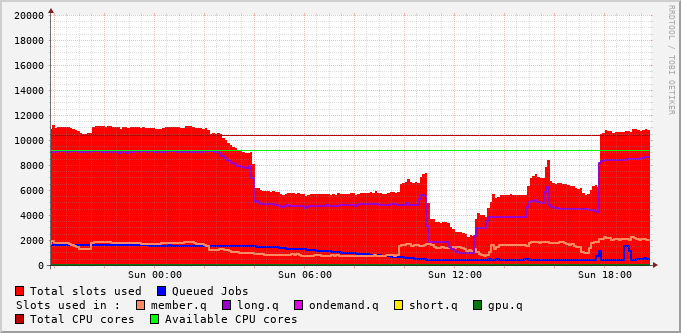 20000
18000
16000
14000
12000
10000
8000
6000
4000
2000
0
Sun 00:00 Sun 06:00 Sun 12:00 Sun 18:00
RRDTOOL / TOBI OETIKER
Total slots used Queued Jobs
Slots used in : member.q long.q ondemand.q short.q gpu.q
Total CPU cores Available CPU cores